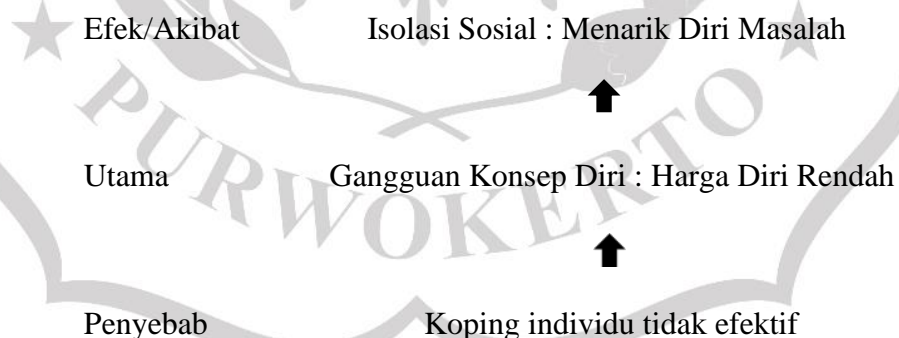 Efek/Akibat Isolasi Sosial : Menarik Diri Masalah
Utama Gangguan Konsep Diri : Harga Diri Rendah
Penyebab Koping individu tidak efektif
PURWOKERTO